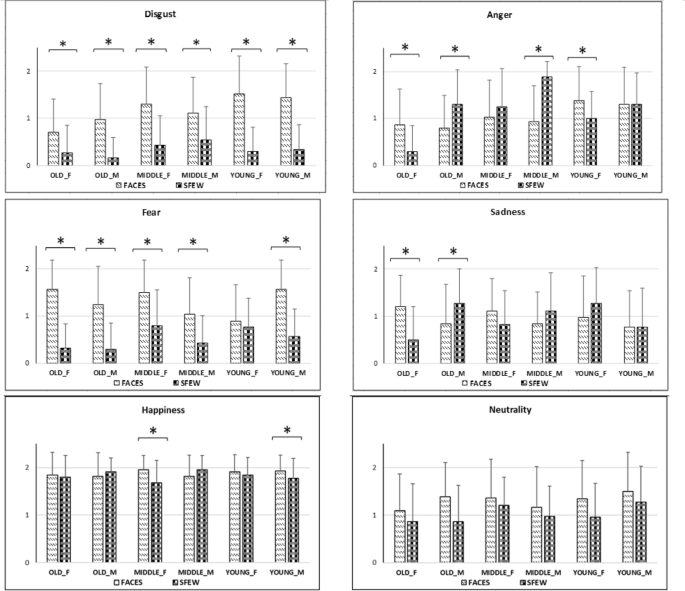 Disgust
* * * * * *
2
1
0
OLD_F OLD_M MIDDLE_F MIDDLE_M YOUNG_F YOUNG_M
FACES SFEW
Anger
* * * *
2
1
0
OLD_F OLD_M MIDDLE_F MIDDLE_M YOUNG_F YOUNG_M
FACES SFEW
Fear
* * * * *
2
1
0
OLD_F OLD_M MIDDLE_F MIDDLE_M YOUNG_F YOUNG_M
FACES SFEW
Sadness
* *
2
1
0
OLD_F OLD_M MIDDLE_F MIDDLE_M YOUNG_F YOUNG_M
FACES SFEW
Happiness
* *
2
1
0
OLD_F OLD_M MIDDLE_F MIDDLE_M YOUNG_F YOUNG_M
FACES SFEW
Neutrality
2
1
0
OLD_F OLD_M MIDDLE_F MIDDLE_M YOUNG_F YOUNG_M
FACES SFEW